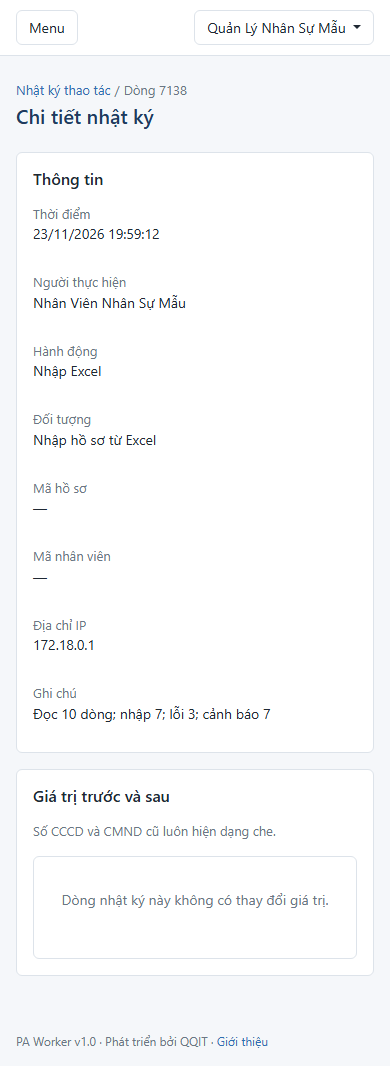 Menu
Quản Lý Nhân Sự Mẫu
Nhật ký thao tác / Dòng 7138
Chi tiết nhật ký
Thông tin
Thời điểm
23/11/2026 19:59:12
Người thực hiện
Nhân Viên Nhân Sự Mẫu
Hành động
Nhập Excel
Đối tượng
Nhập hồ sơ từ Excel
Mã hồ sơ
—
Mã nhân viên
—
Địa chỉ IP
172.18.0.1
Ghi chú
Đọc 10 dòng; nhập 7; lỗi 3; cảnh báo 7
Giá trị trước và sau
Số CCCD và CMND cũ luôn hiện dạng che.
Dòng nhật ký này không có thay đổi giá trị.
PA Worker v1.0 · Phát triển bởi QQIT · Giới thiệu